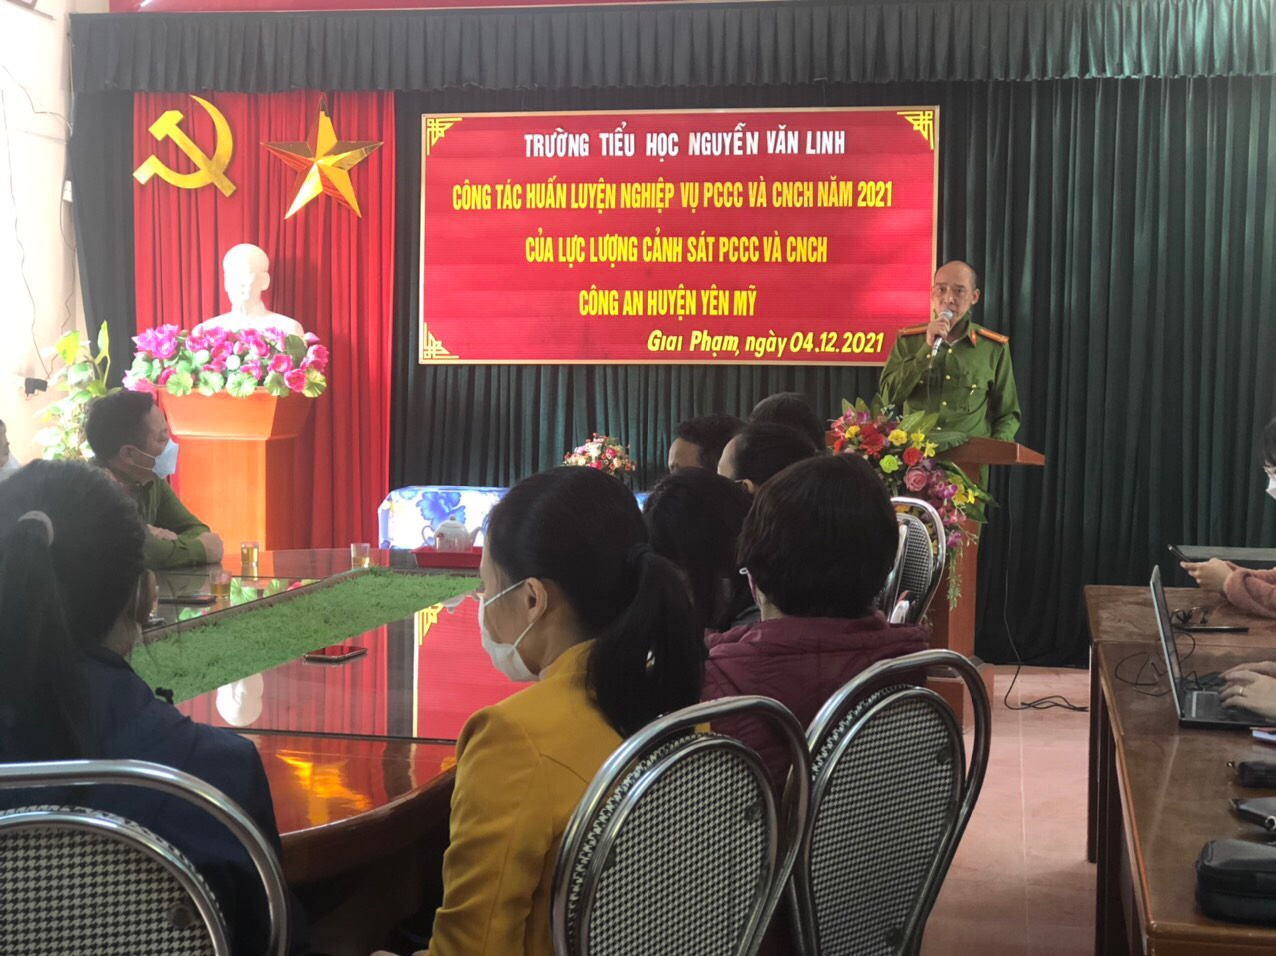 TRƯỜNG TIỂU HỌC NGUYỄN VĂN LINH
CÔNG TÁC HUẤN LUYỆN NGHIỆP VỤ PCCC VÀ CNCH NĂM 2021
CỦA LỰC LƯỢNG CẢNH SÁT PCCC VÀ CNCH
CÔNG AN HUYỆN YÊN MỸ
Giai Phạm, ngày 04.12.2021